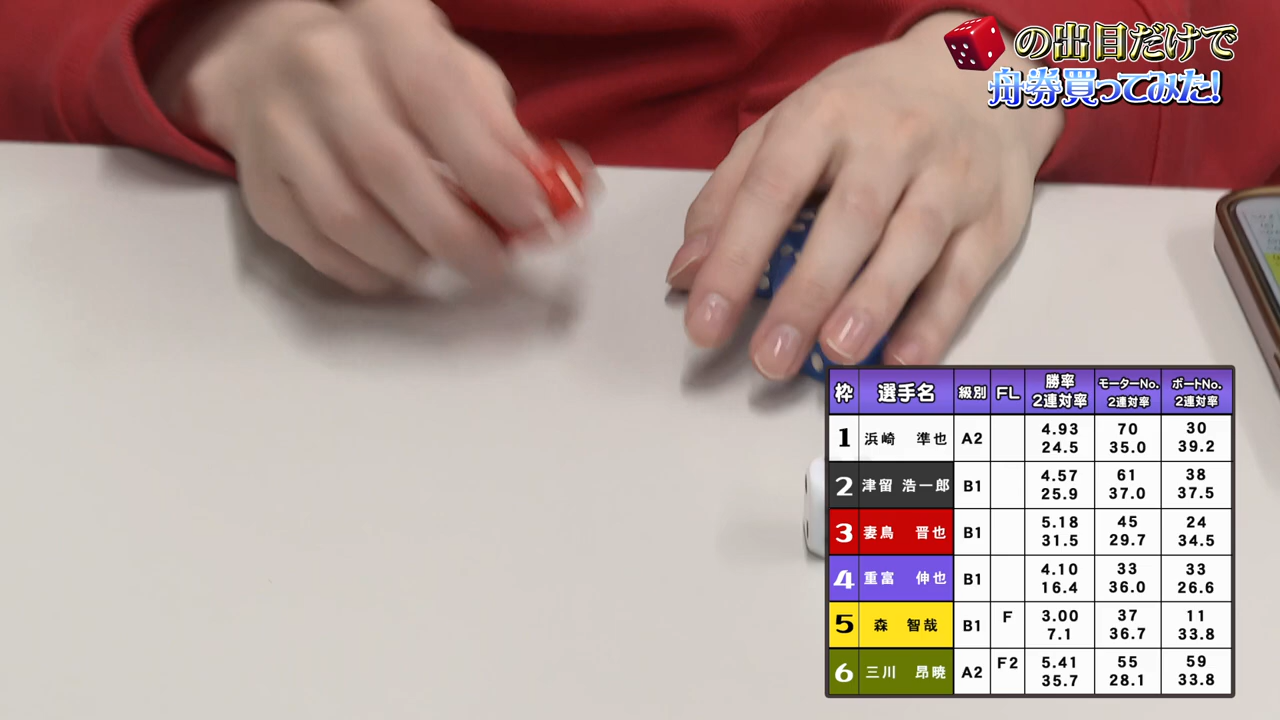 の出目だけで
舟券買ってみた!
枠 選手名 級別 FL 勝率 2連対率 モーターNo. 2連対率 ボートNo. 2連対率
1 浜崎 準也 A2 4.93 24.5 70 35.0 30 39.2
2 津留 浩一郎 B1 4.57 25.9 61 37.0 38 37.5
3 妻鳥 晋也 B1 5.18 31.5 45 29.7 24 34.5
4 重富 伸也 B1 4.10 16.4 33 36.0 33 26.6
5 森 智哉 B1 F 3.00 7.1 37 36.7 11 33.8
6 三川 昂暁 A2 F2 5.41 35.7 55 28.1 59 33.8